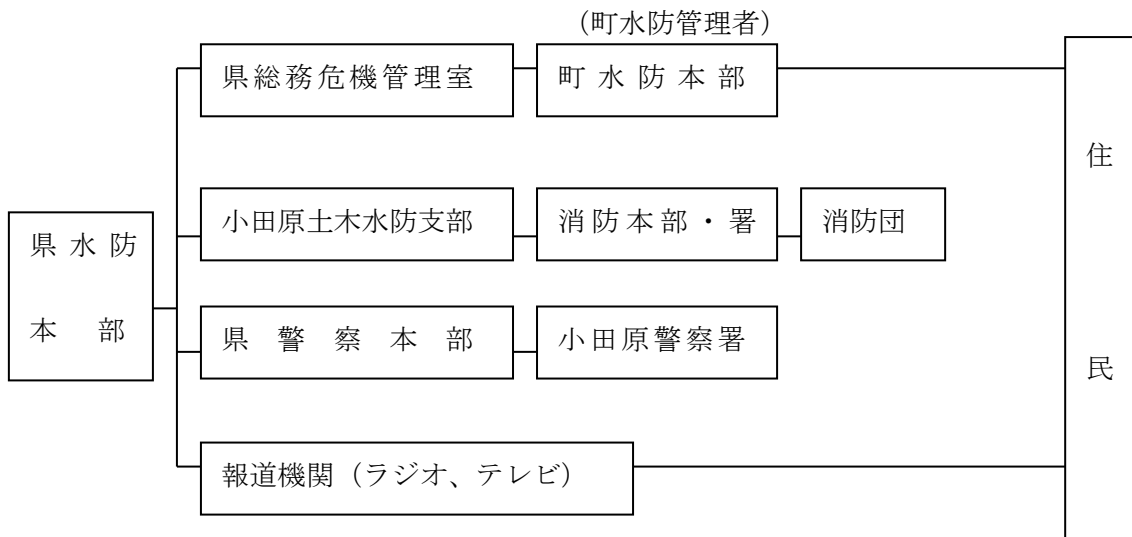 （町水防管理者）
県総務危機管理室
町水防本部
小田原土木水防支部
消防本部・署
消防団
県水防
本部
県警察本部
小田原警察署
報道機関（ラジオ、テレビ）
住
民